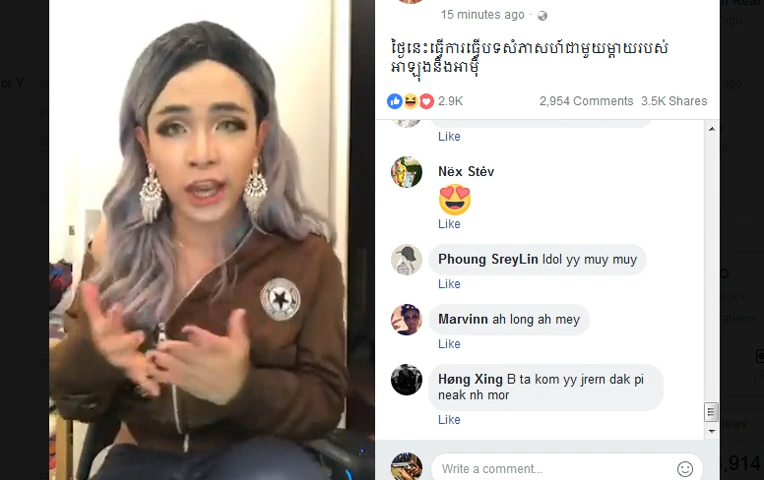 15 minutes ago ·
ថ្ងៃនេះធ្វើការធ្វើបទសំភាសហ៍ជាមួយម្ដាយរបស់
អាឡុងនឹងអាម៉ី
2.9K 2,954 Comments 3.5K Shares
Like
Nëx Stêv
Like
Phoung SreyLin Idol yy muy muy
Like
Marvinn ah long ah mey
Like
Høng Xing B ta kom yy jrern dak pi
neak nh mor
Like
Write a comment...